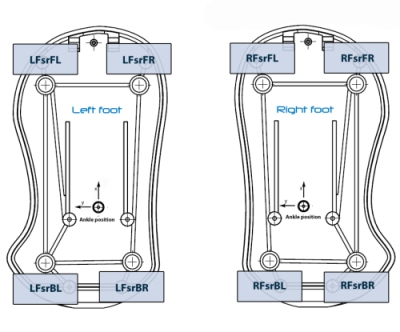 LFsrFL
LFsrFR
RFsrFL
RFsrFR
Left foot
Right foot
x
y
Ankle position
x
y
Ankle position
LFsrBL
LFsrBR
RFsrBL
RFsrBR